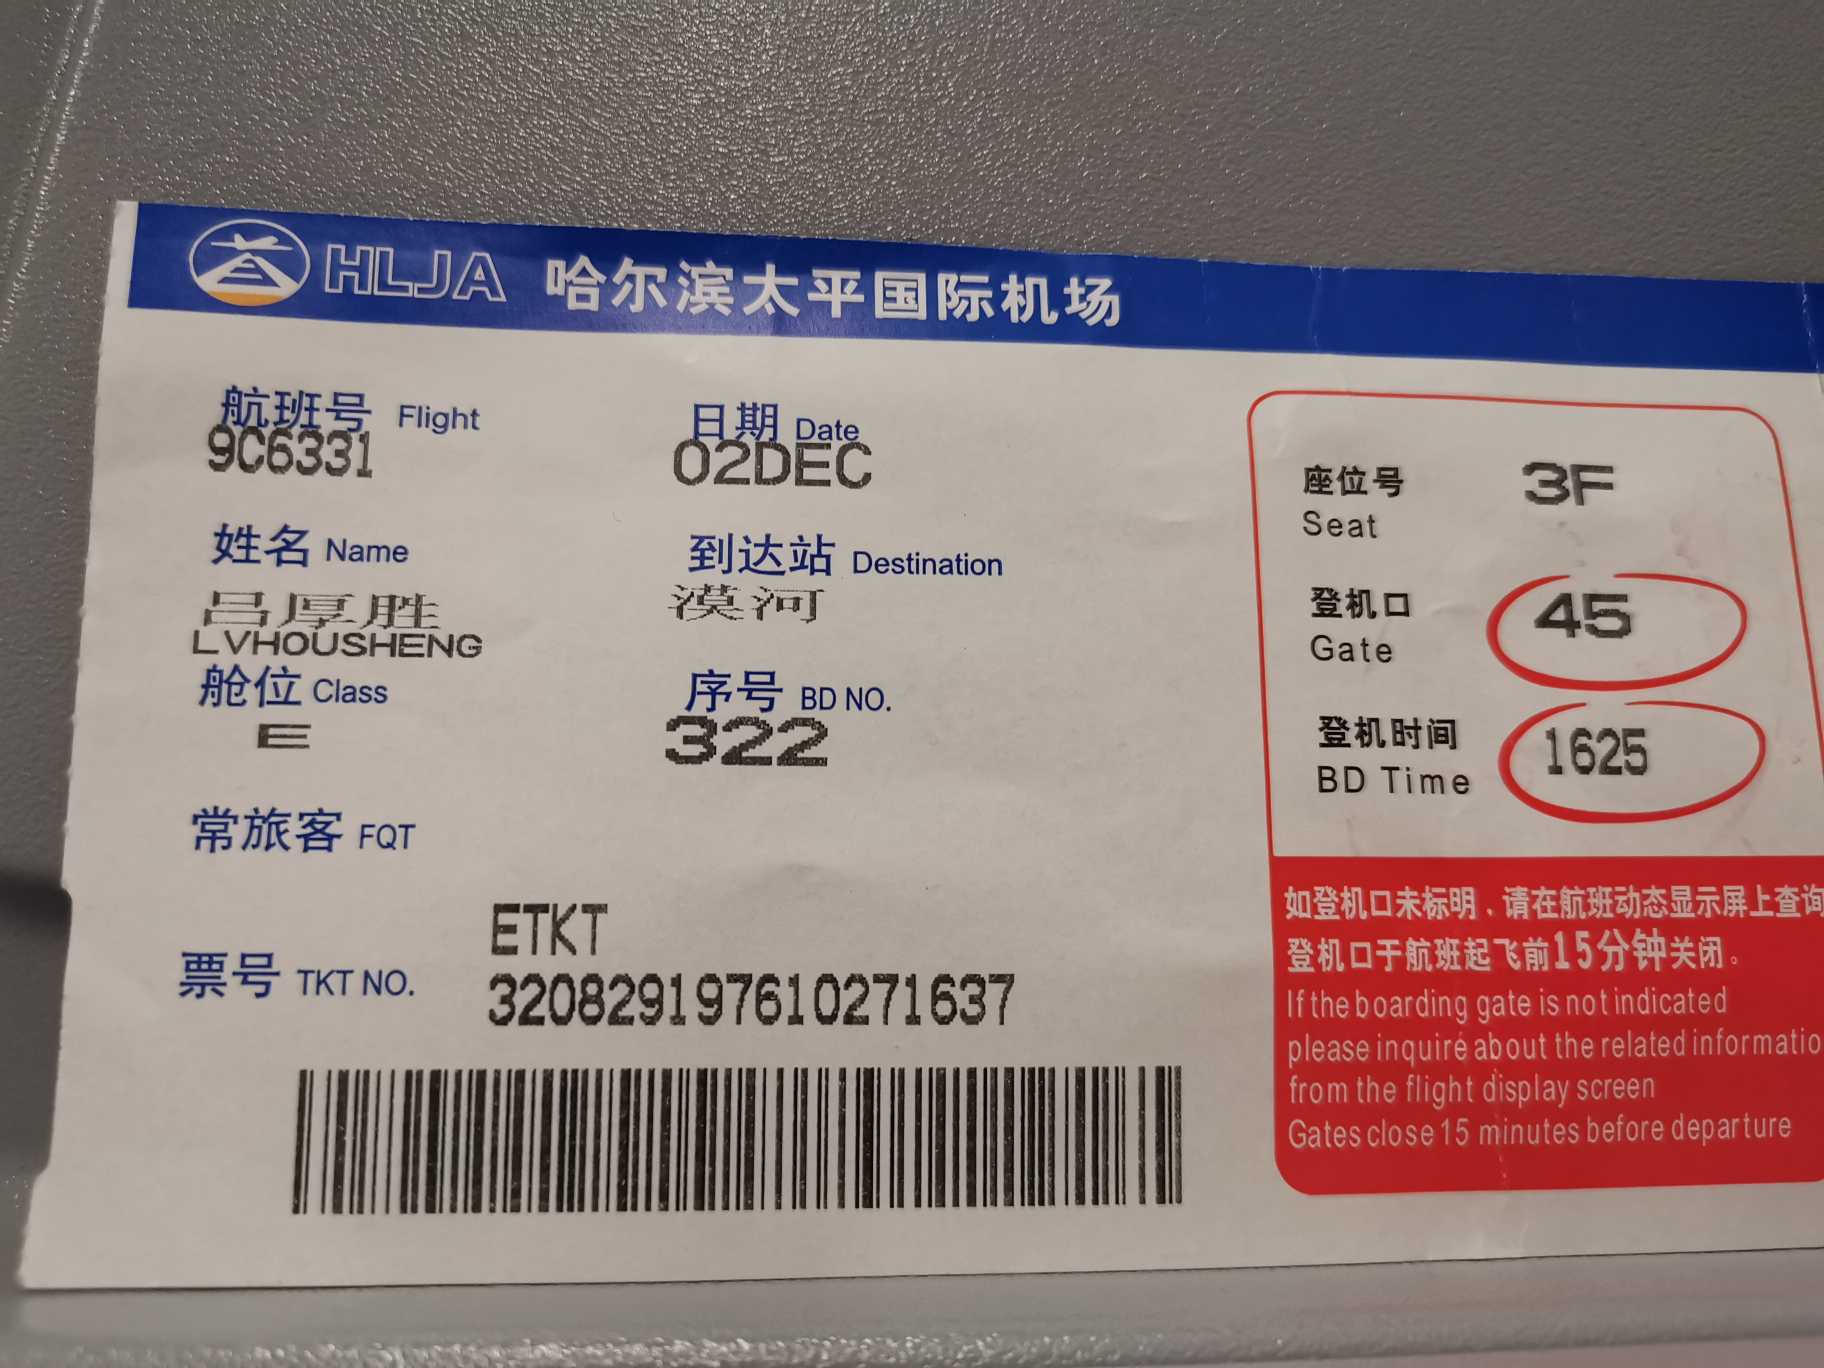 HLJA 哈尔滨太平国际机场
航班号 Flight
9C6331
日期 Date
02DEC
姓名 Name
吕厚胜
LVHOUSHENG
到达站 Destination
漠河
舱位 Class
E
序号 BD NO.
322
常旅客 FQT
票号 TKT NO.
ETKT
320829197610271637
座位号 3F
Seat
登机口 45
Gate
登机时间 1625
BD Time
如登机口未标明﹐请在航班动态显示屏上查询
登机口于航班起飞前15分钟关闭。
If the boarding gate is not indicated
please inquire about the related informatio
from the flight display screen
Gates close 15 minutes before departure